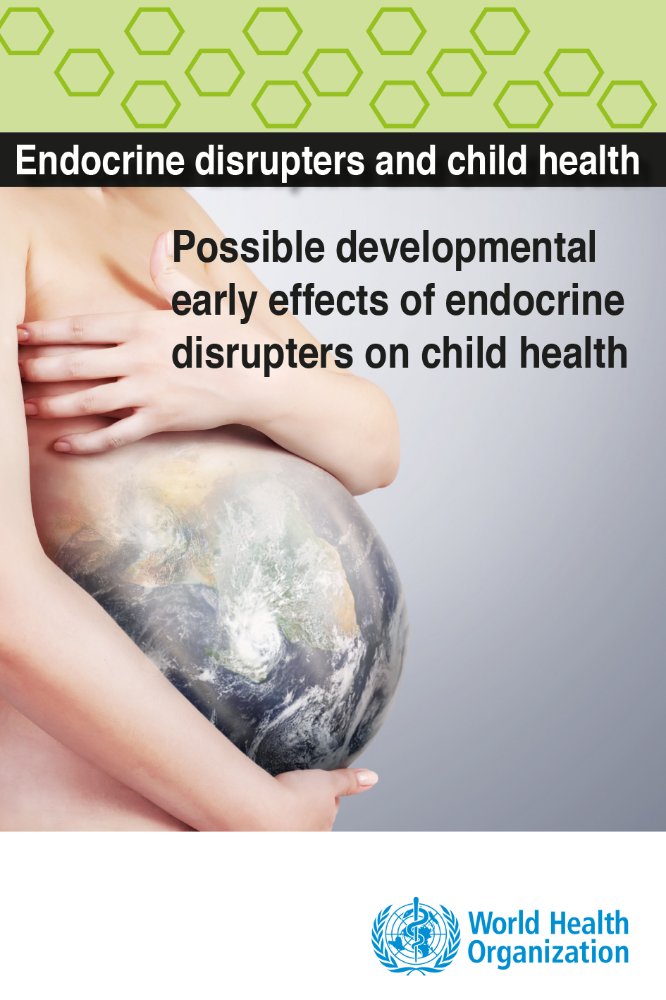 Endocrine disrupters and child health
Possible developmental
early effects of endocrine
disrupters on child health
World Health
Organization